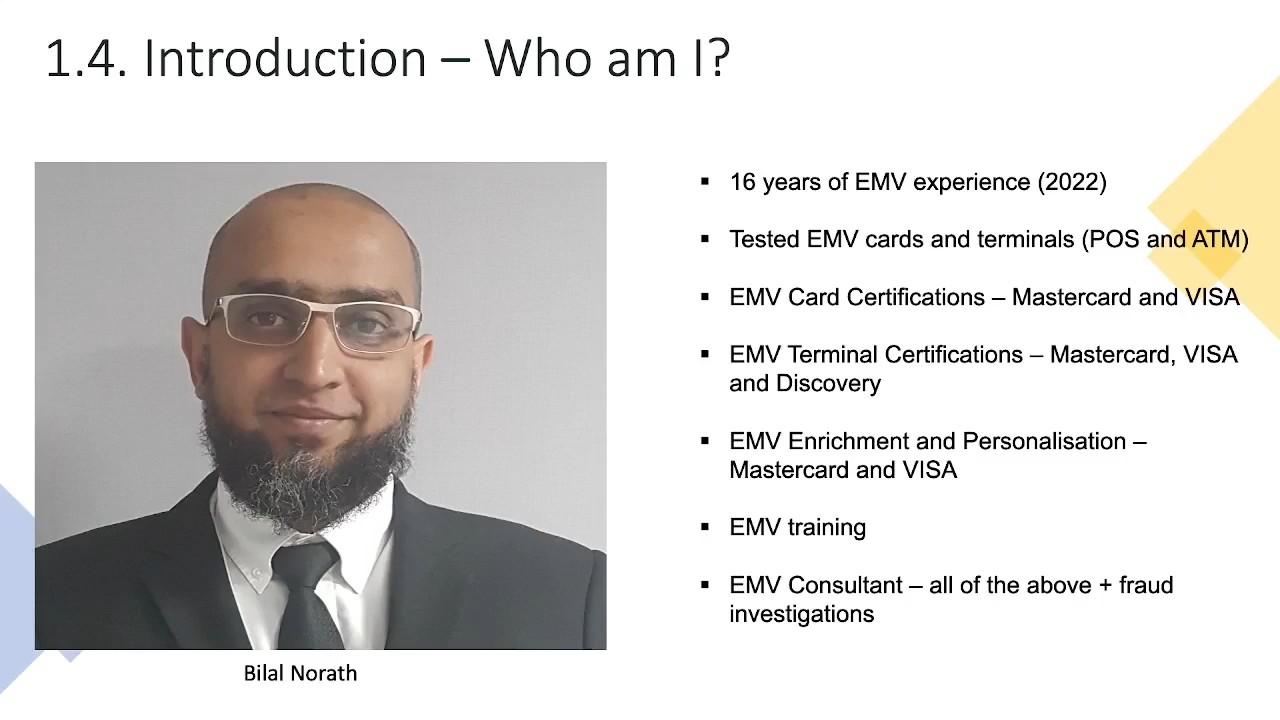 1.4. Introduction – Who am I?
▪ 16 years of EMV experience (2022)
▪ Tested EMV cards and terminals (POS and ATM)
▪ EMV Card Certifications – Mastercard and VISA
▪ EMV Terminal Certifications – Mastercard, VISA
and Discovery
▪ EMV Enrichment and Personalisation –
Mastercard and VISA
▪ EMV training
▪ EMV Consultant – all of the above + fraud
investigations
Bilal Norath